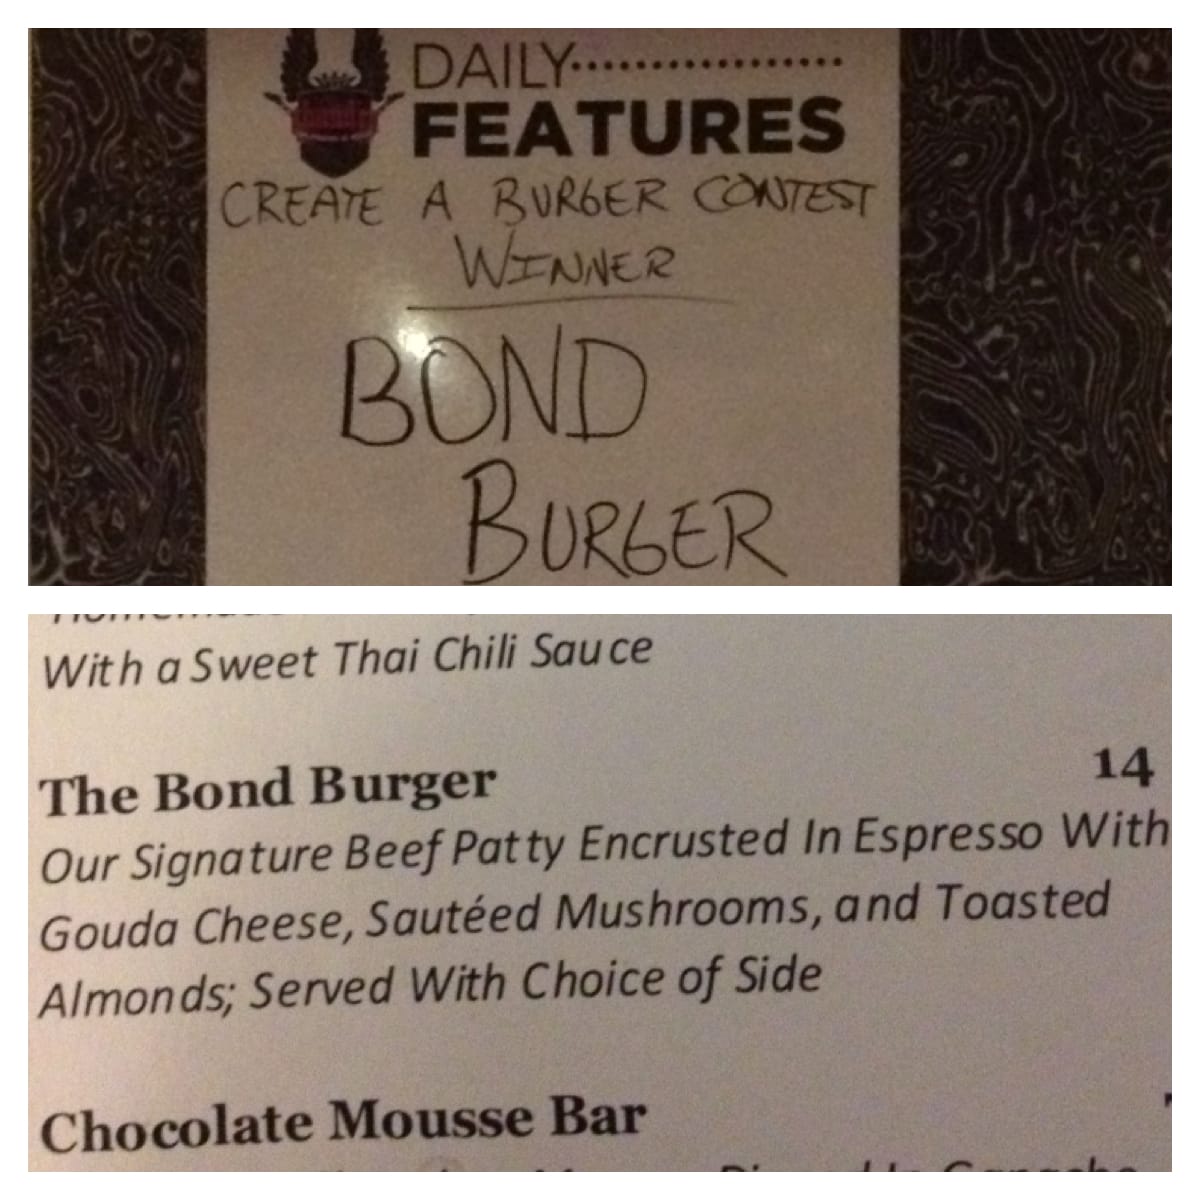 DAILY
FEATURES
CREATE A BURGER CONTEST
WINNER
BOND
BURGER
With a Sweet Thai Chili Sauce
The Bond Burger 14
Our Signature Beef Patty Encrusted In Espresso With
Gouda Cheese, Sautéed Mushrooms, and Toasted
Almonds; Served With Choice of Side
Chocolate Mousse Bar